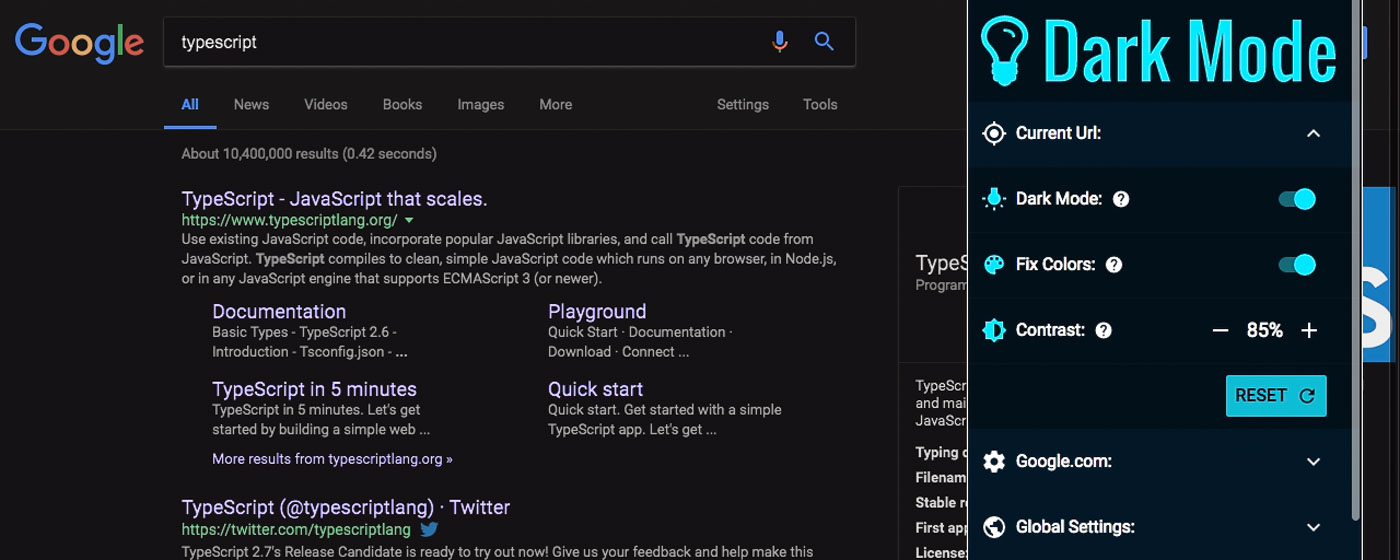 Google
typescript
All News Videos Books Images More Settings Tools
About 10,400,000 results (0.42 seconds)
TypeScript - JavaScript that scales.
https://www.typescriptlang.org/
Use existing JavaScript code, incorporate popular JavaScript libraries, and call TypeScript code from
JavaScript. TypeScript compiles to clean, simple JavaScript code which runs on any browser, in Node.js,
or in any JavaScript engine that supports ECMAScript 3 (or newer).
Documentation
Basic Types - TypeScript 2.6 -
Introduction - Tsconfig.json - ...
Playground
Quick Start · Documentation ·
Download · Connect ...
TypeScript in 5 minutes
TypeScript in 5 minutes. Let's get
started by building a simple web ...
Quick start
Quick start. Get started with a simple
TypeScript app. Let's get ...
More results from typescriptlang.org »
TypeScript (@typescriptlang) · Twitter
https://twitter.com/typescriptlang
TypeScript 2.7's Release Candidate is ready to try out now! Give us your feedback and help make this
TypeS
Program
S
TypeScr
and mai
JavaScr
Typing d
Filenam
Stable re
First app
License:
Dark Mode
Current Url:
Dark Mode:
Fix Colors:
Contrast: − 85% +
RESET
Google.com:
Global Settings: